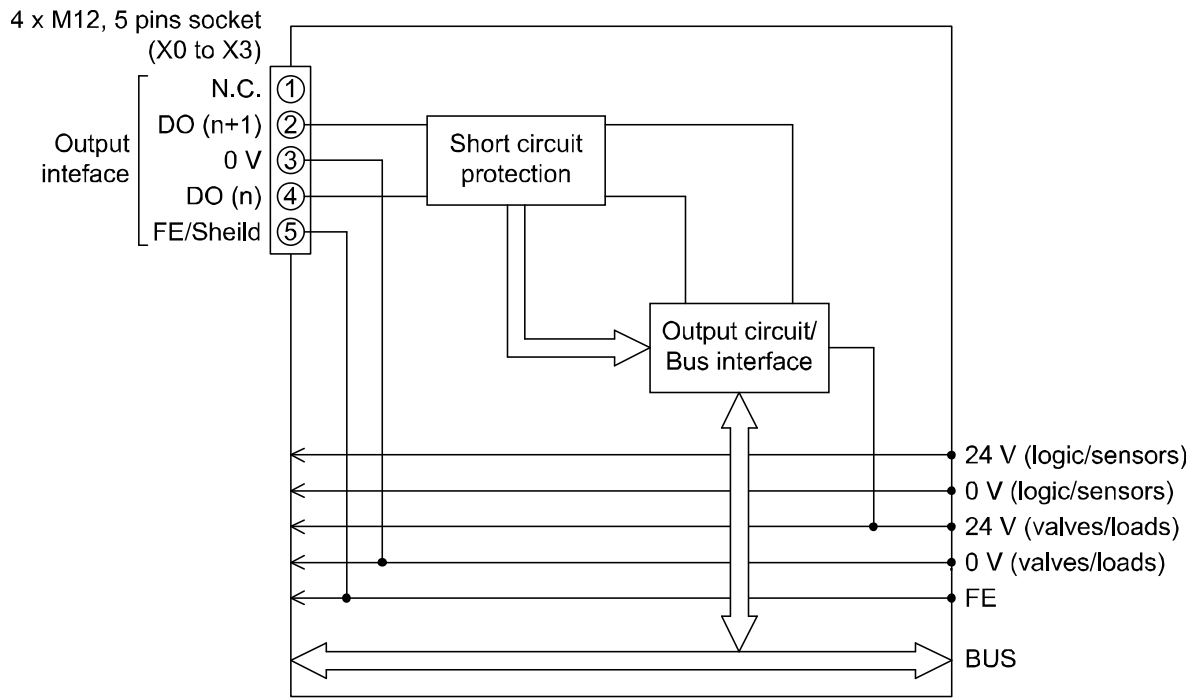 4 x M12, 5 pins socket
(X0 to X3)
N.C.
1
DO (n+1)
2
Output
inteface
0 V
3
DO (n)
4
FE/Sheild
5
Short circuit
protection
Output circuit/
Bus interface
24 V (logic/sensors)
0 V (logic/sensors)
24 V (valves/loads)
0 V (valves/loads)
FE
BUS